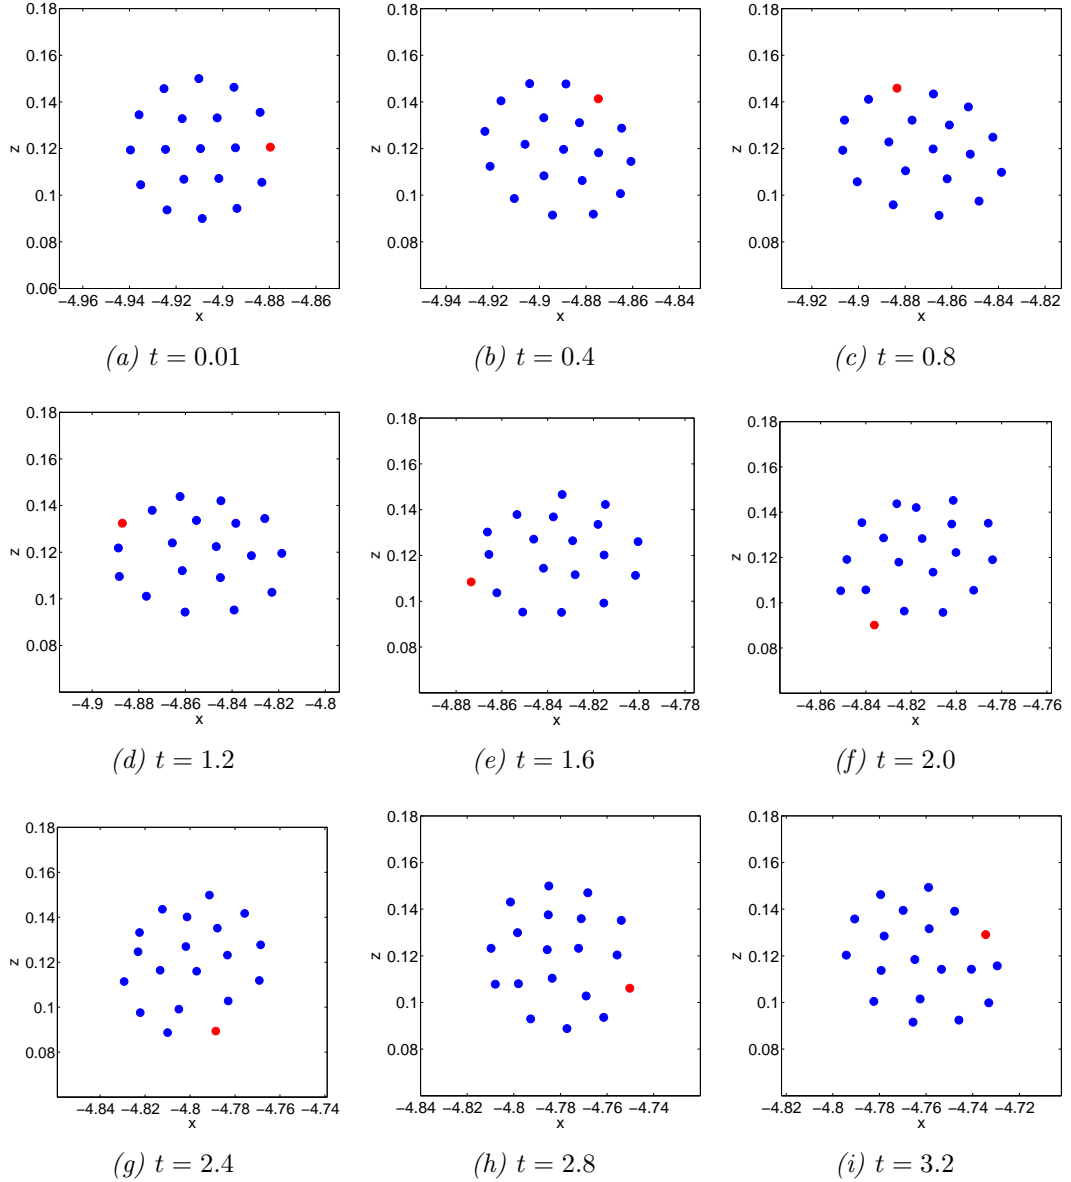 0.18 0.18 0.18
0.16 0.16 0.16
0.14 0.14 0.14
z 0.12 z 0.12 z 0.12
0.1 0.1 0.1
0.08 0.08 0.08
0.06
−4.96 −4.94 −4.92 −4.9 −4.88 −4.86 −4.94 −4.92 −4.9 −4.88 −4.86 −4.84 −4.92 −4.9 −4.88 −4.86 −4.84 −4.82
x x x
(a) t = 0.01 (b) t = 0.4 (c) t = 0.8
0.18 0.18 0.18
0.16 0.16 0.16
0.14 0.14 0.14
z 0.12 z 0.12 z 0.12
0.1 0.1 0.1
0.08 0.08 0.08
−4.9 −4.88 −4.86 −4.84 −4.82 −4.8 −4.88 −4.86 −4.84 −4.82 −4.8 −4.78 −4.86 −4.84 −4.82 −4.8 −4.78 −4.76
x x x
(d) t = 1.2 (e) t = 1.6 (f) t = 2.0
0.18 0.18 0.18
0.16 0.16 0.16
0.14 0.14 0.14
z 0.12 z 0.12 z 0.12
0.1 0.1 0.1
0.08 0.08 0.08
−4.84 −4.82 −4.8 −4.78 −4.76 −4.74 −4.84 −4.82 −4.8 −4.78 −4.76 −4.74 −4.82 −4.8 −4.78 −4.76 −4.74 −4.72
x x x
(g) t = 2.4 (h) t = 2.8 (i) t = 3.2